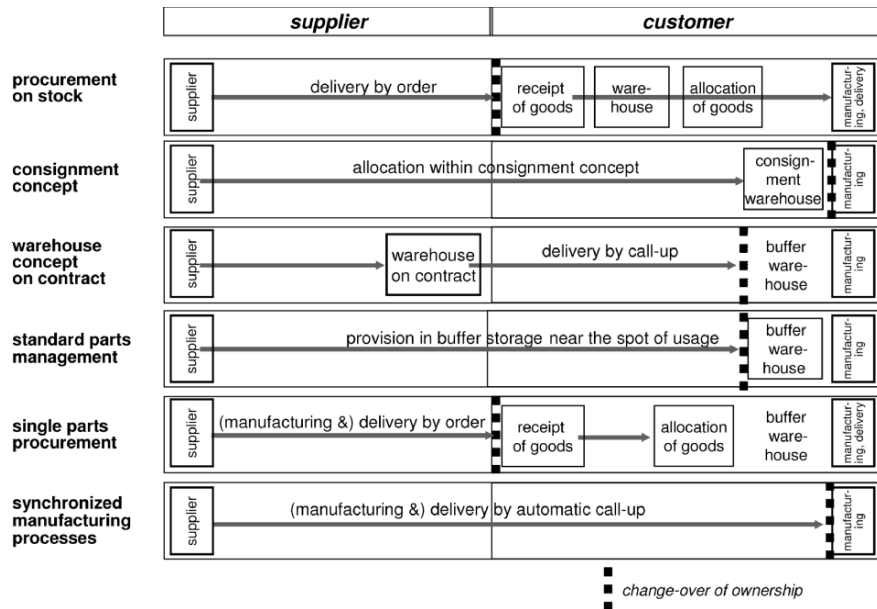 supplier
customer
procurement
on stock
supplier
delivery by order
receipt
of goods
ware-
house
allocation
of goods
manufactur-
ing, delivery
consignment
concept
supplier
allocation within consignment concept
consign-
ment
warehouse
manufactur-
ing
warehouse
concept
on contract
supplier
warehouse
on contract
delivery by call-up
buffer
ware-
house
manufactur-
ing
standard parts
management
supplier
provision in buffer storage near the spot of usage
buffer
ware-
house
manufactur-
ing
single parts
procurement
supplier
(manufacturing &) delivery by order
receipt
of goods
allocation
of goods
buffer
ware-
house
manufactur-
ing, delivery
synchronized
manufacturing
processes
supplier
(manufacturing &) delivery by automatic call-up
manufactur-
ing
change-over of ownership